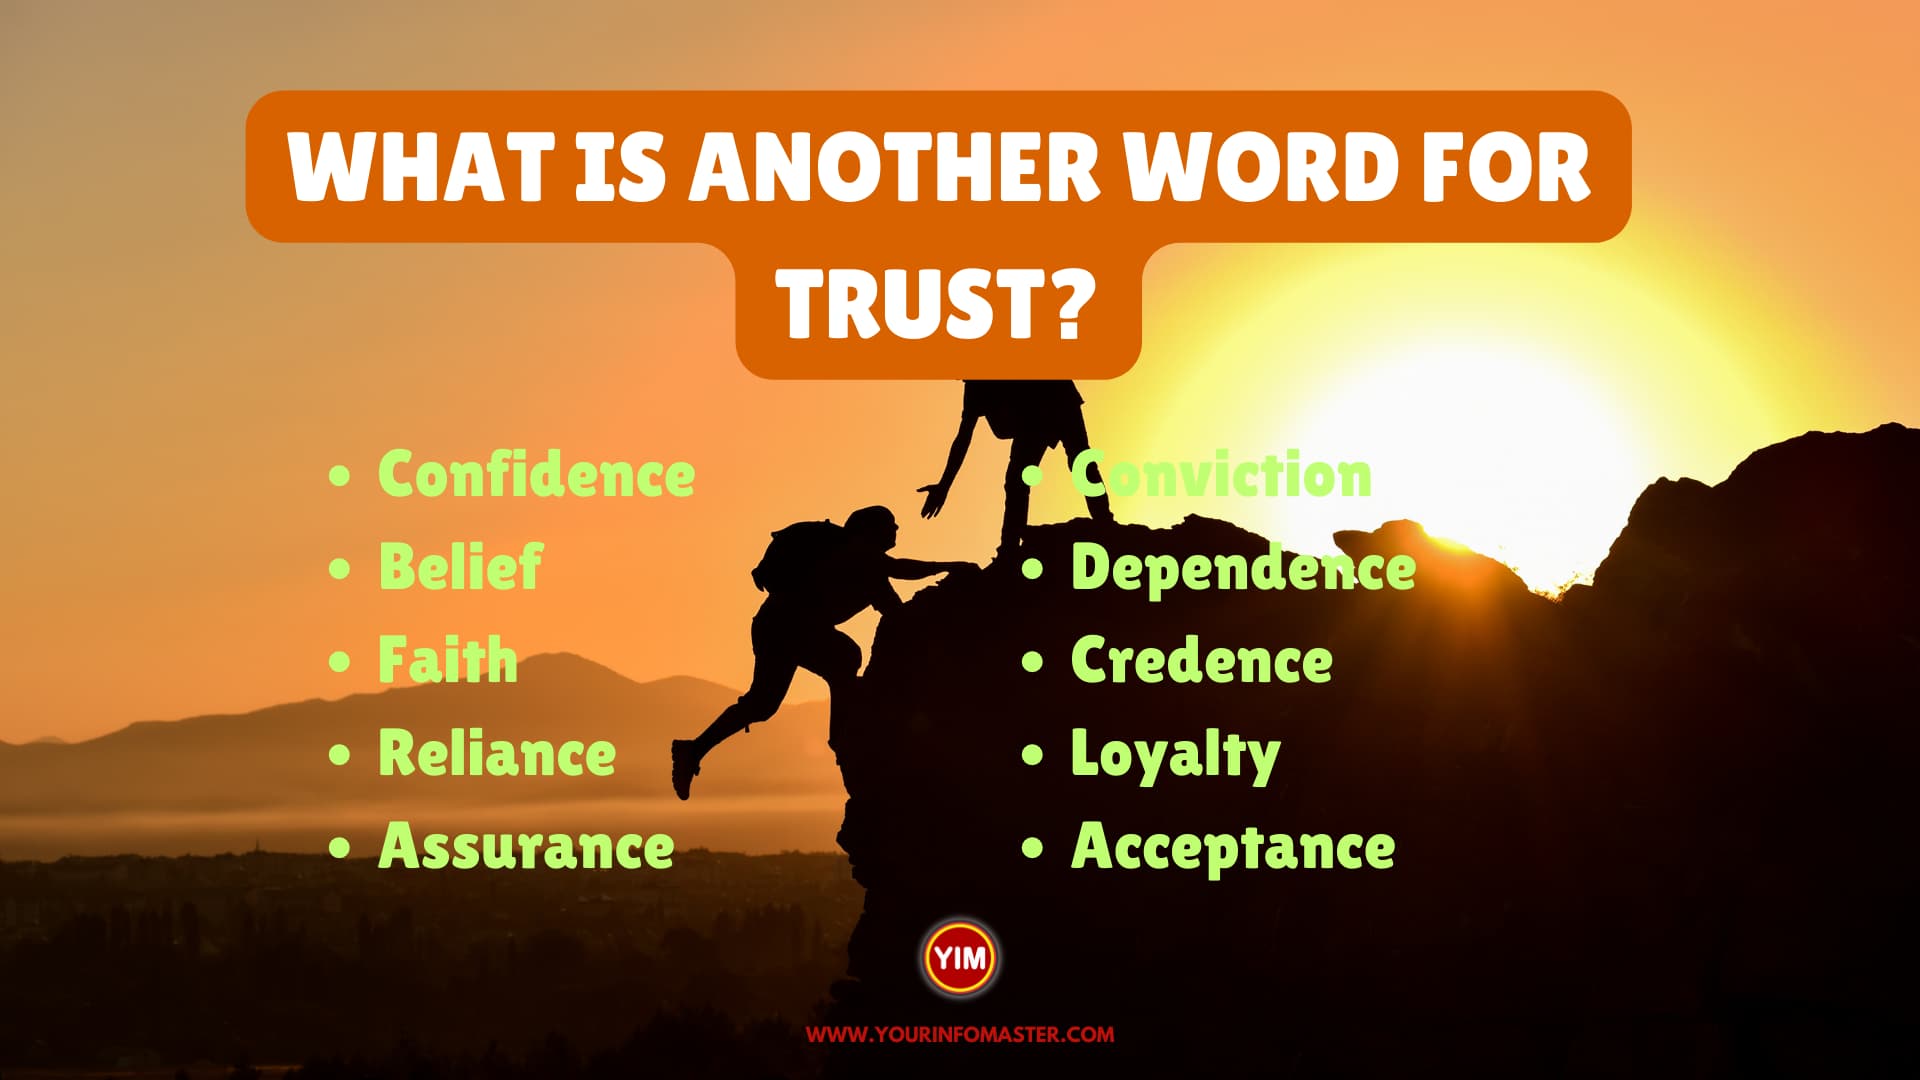 WHAT IS ANOTHER WORD FOR
TRUST?
• Confidence
• Belief
• Faith
• Reliance
• Assurance
• Conviction
• Dependence
• Credence
• Loyalty
• Acceptance
YIM
WWW.YOURINFOMASTER.COM